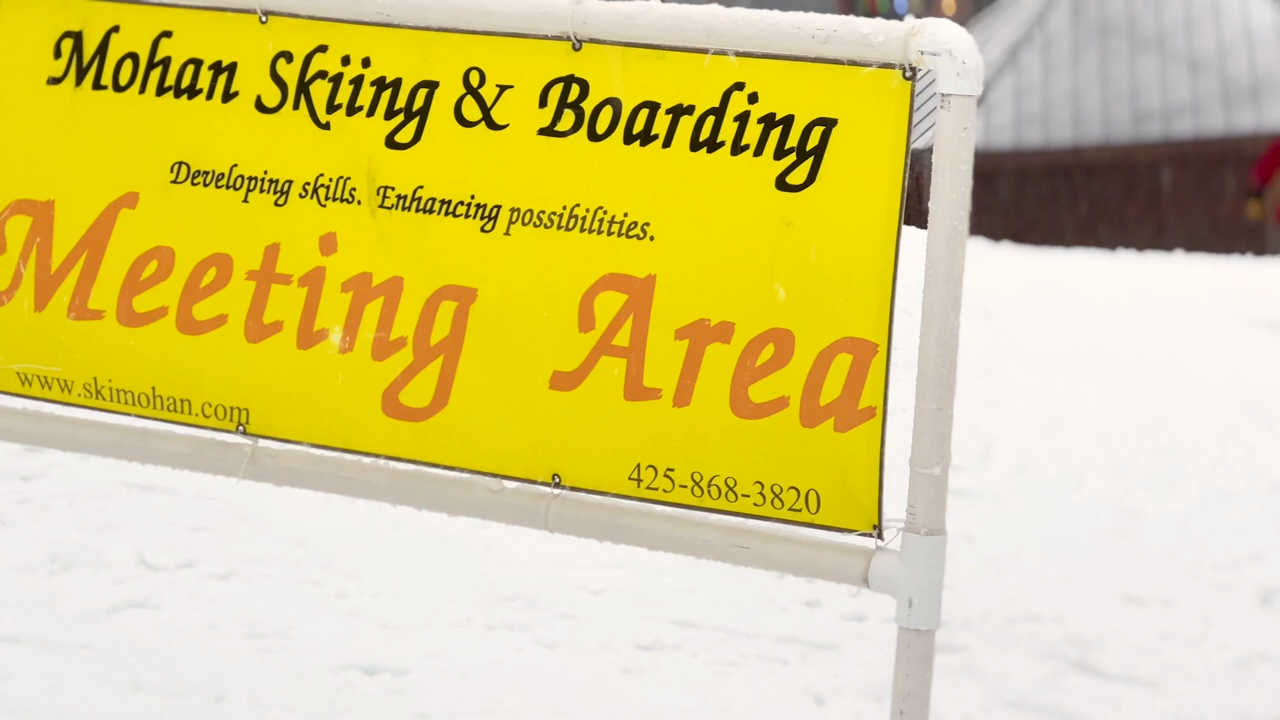 Mohan Skiing & Boarding
Developing skills. Enhancing possibilities.
Meeting Area
www.skimohan.com
425-868-3820